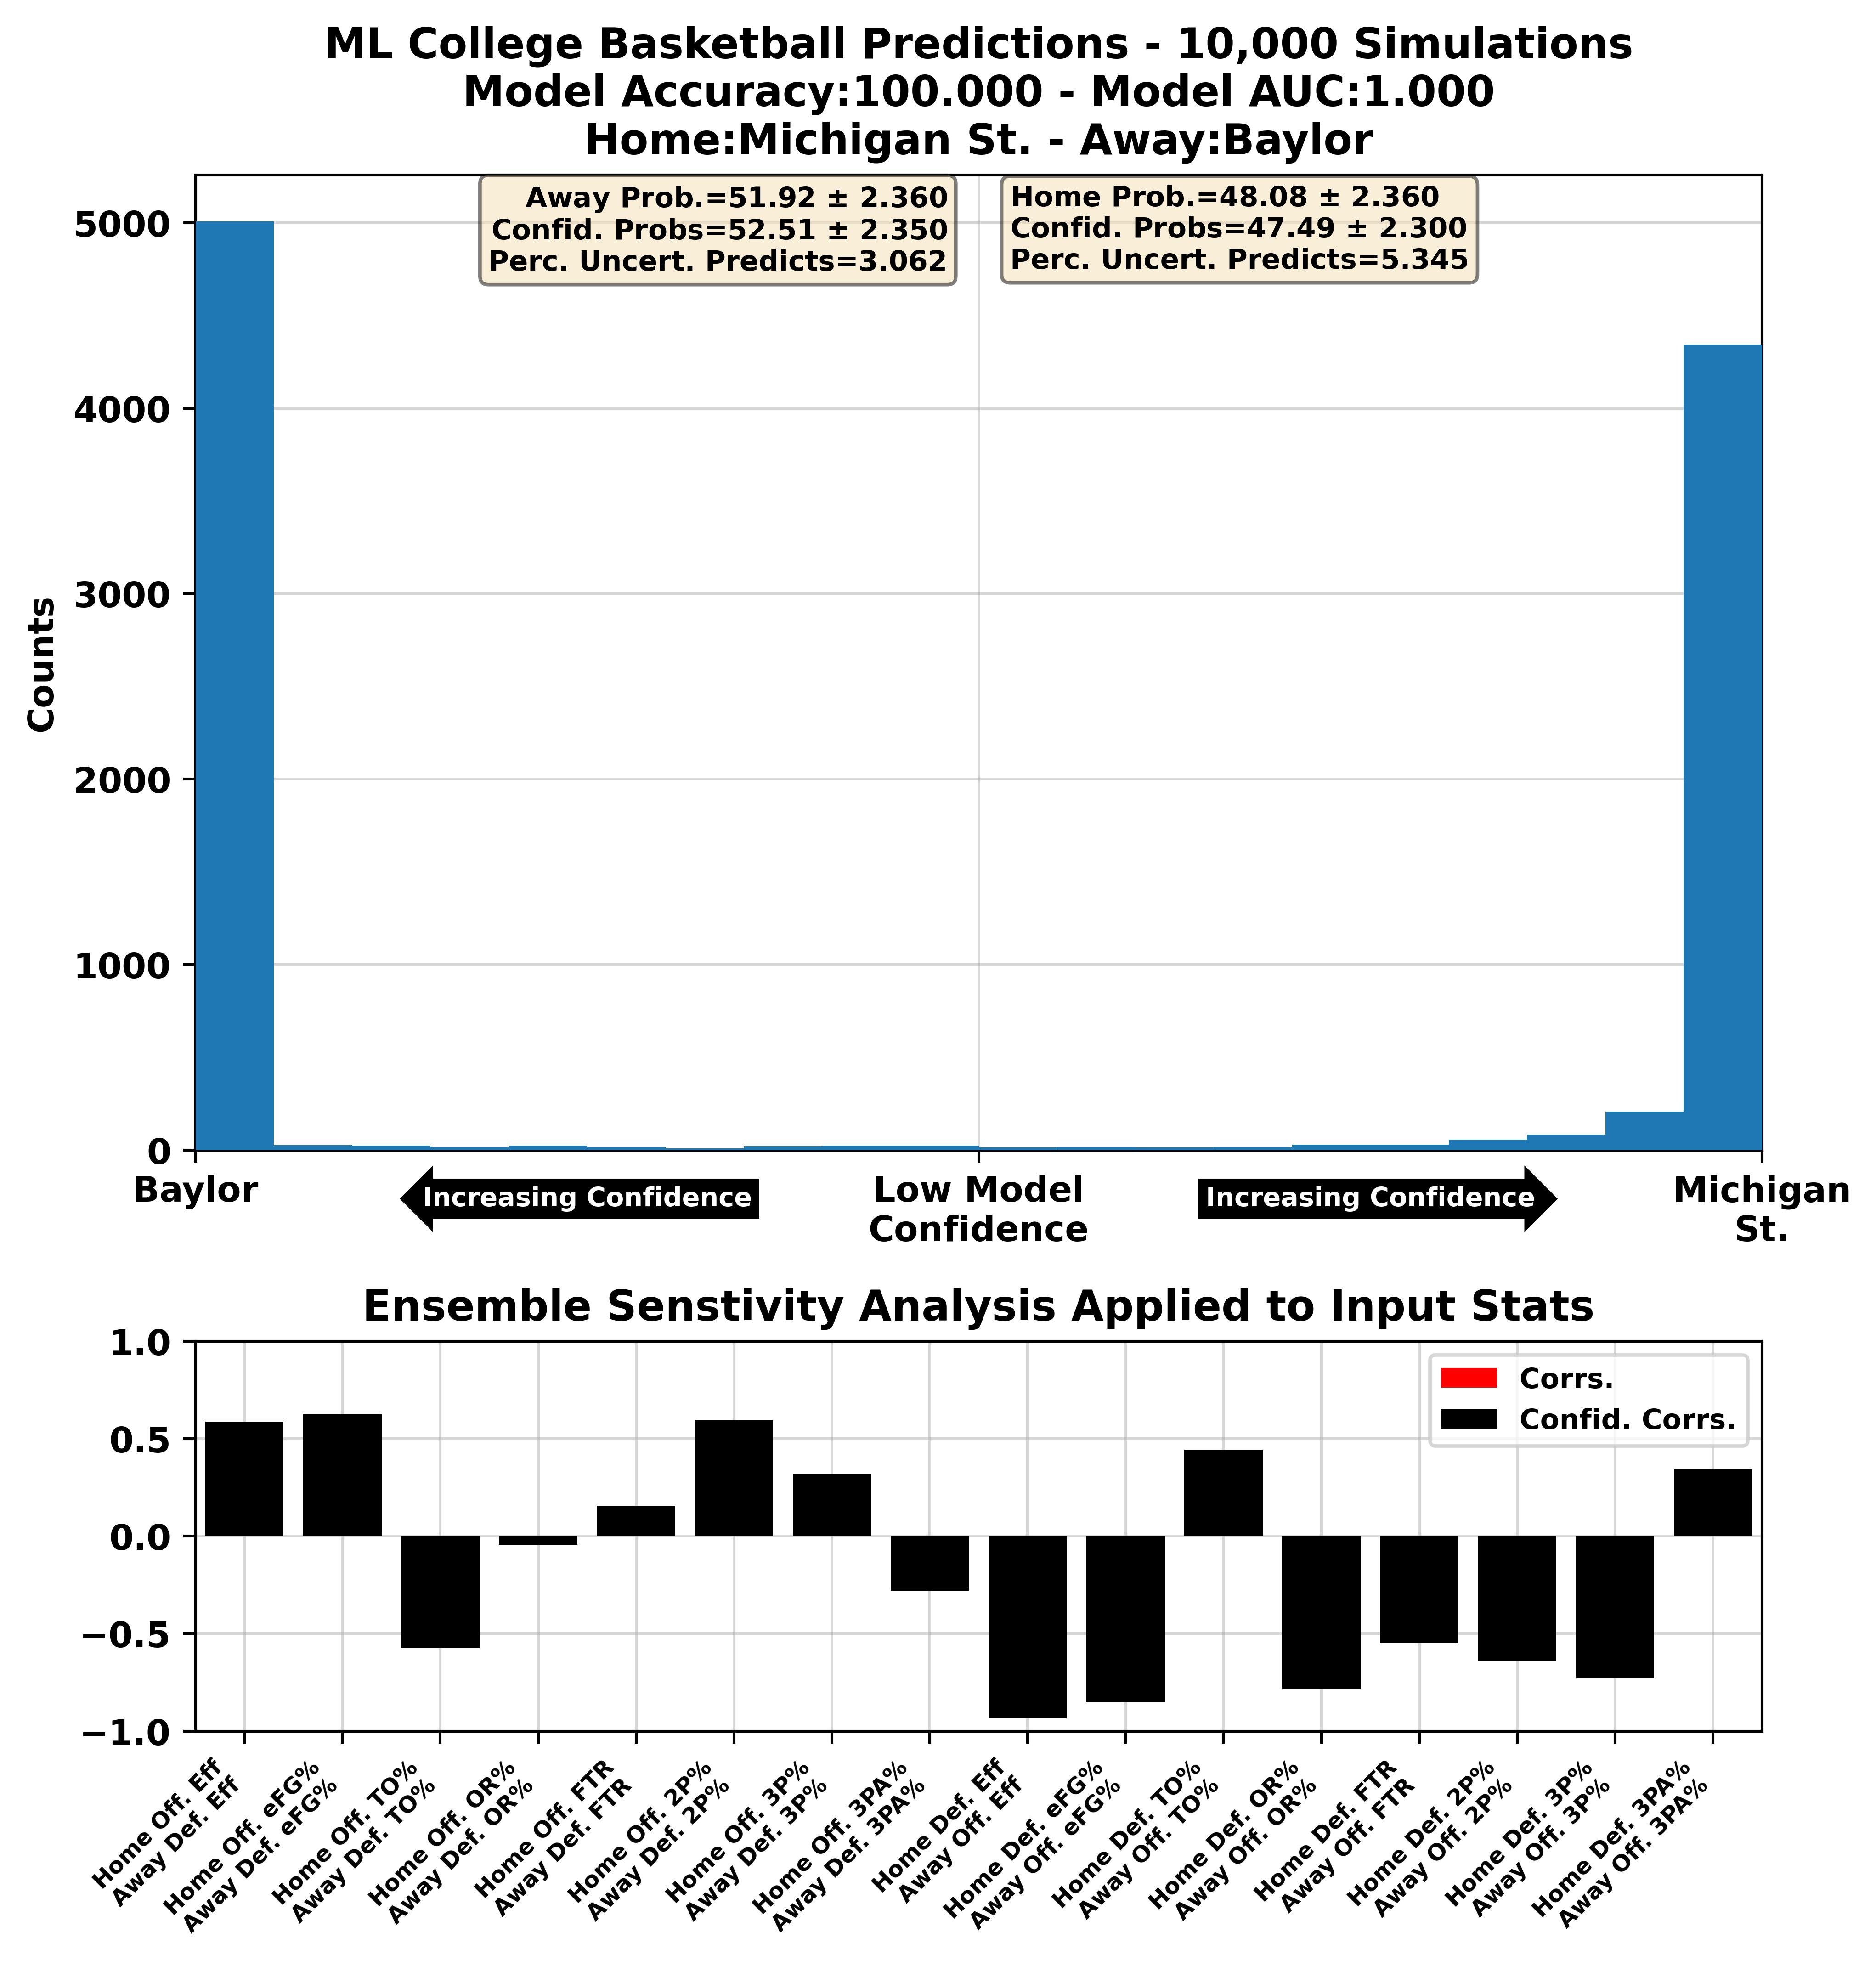 ML College Basketball Predictions - 10,000 Simulations
Model Accuracy:100.000 - Model AUC:1.000
Home:Michigan St. - Away:Baylor
Away Prob.=51.92 ± 2.360
Confid. Probs=52.51 ± 2.350
Perc. Uncert. Predicts=3.062
Home Prob.=48.08 ± 2.360
Confid. Probs=47.49 ± 2.300
Perc. Uncert. Predicts=5.345
Counts
5000
4000
3000
2000
1000
0
Baylor
Increasing Confidence
Low Model
Confidence
Increasing Confidence
Michigan
St.
Ensemble Senstivity Analysis Applied to Input Stats
1.0
0.5
0.0
−0.5
−1.0
Corrs.
Confid. Corrs.
Home Off. Eff
Away Def. Eff
Home Off. eFG%
Away Def. eFG%
Home Off. TO%
Away Def. TO%
Home Off. OR%
Away Def. OR%
Home Off. FTR
Away Def. FTR
Home Off. 2P%
Away Def. 2P%
Home Off. 3P%
Away Def. 3P%
Home Off. 3PA%
Away Def. 3PA%
Home Def. Eff
Away Off. Eff
Home Def. eFG%
Away Off. eFG%
Home Def. TO%
Away Off. TO%
Home Def. OR%
Away Off. OR%
Home Def. FTR
Away Off. FTR
Home Def. 2P%
Away Off. 2P%
Home Def. 3P%
Away Off. 3P%
Home Def. 3PA%
Away Off. 3PA%